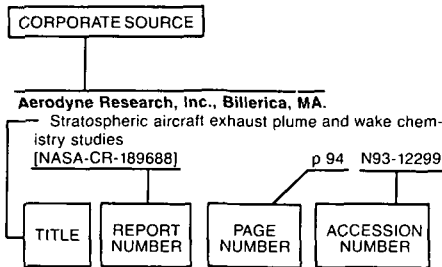 CORPORATE SOURCE
Aerodyne Research, Inc., Billerica, MA.
Stratospheric aircraft exhaust plume and wake chem-
istry studies
[NASA-CR-189688] p 94 N93-12299
TITLE REPORT NUMBER PAGE NUMBER ACCESSION NUMBER